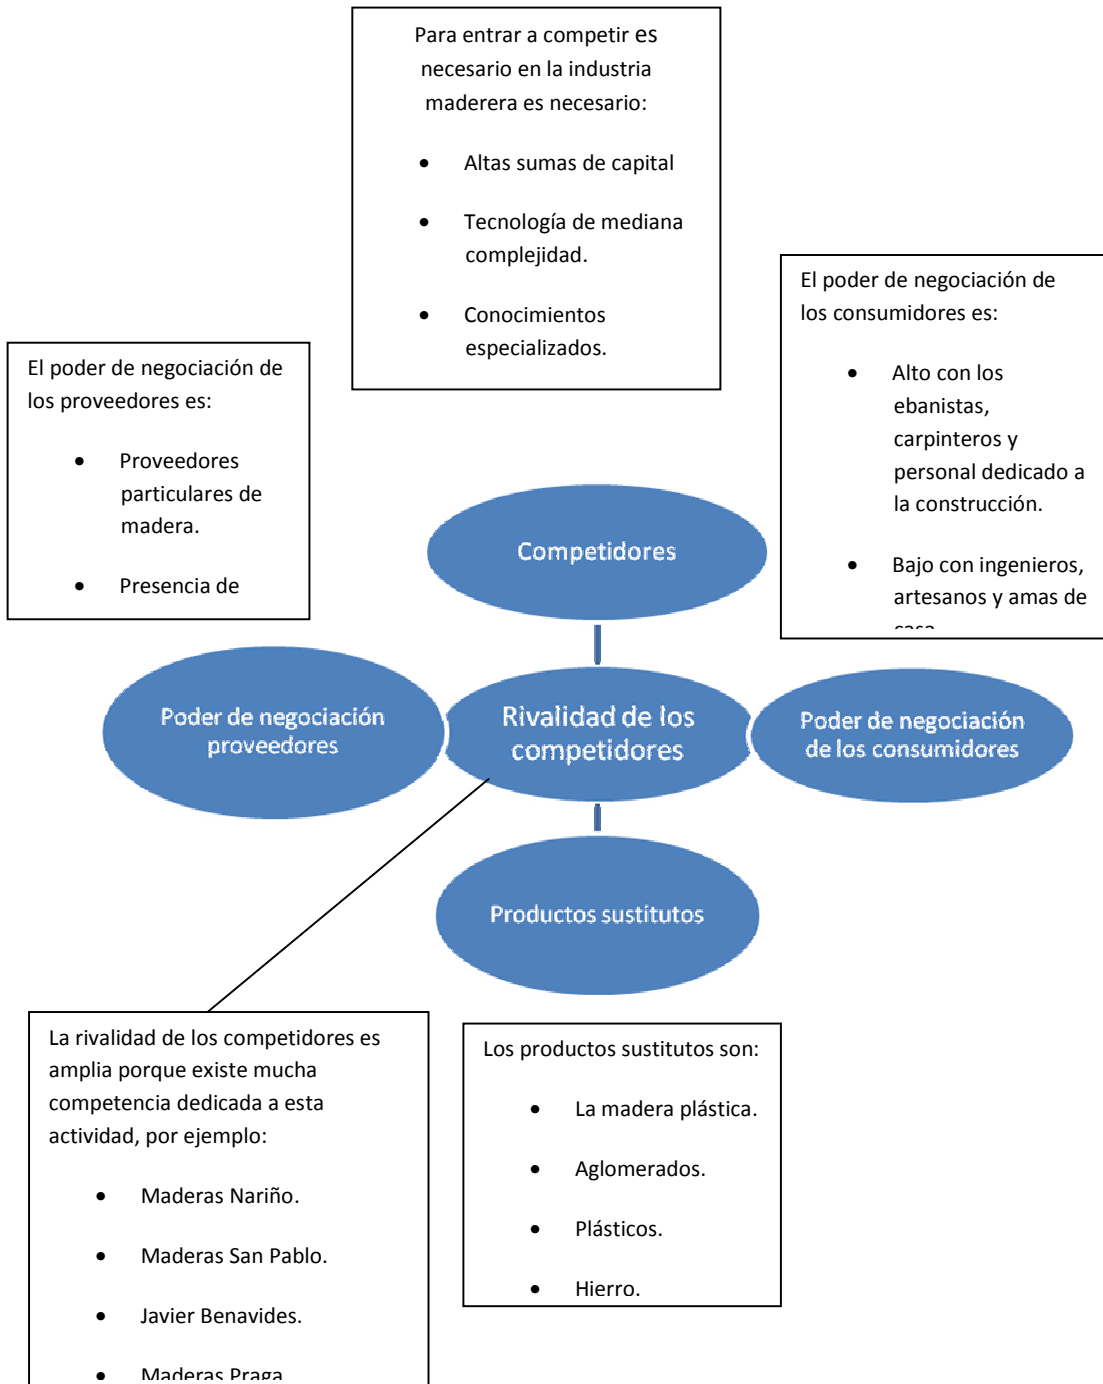 Para entrar a competir es
necesario en la industria
maderera es necesario:
• Altas sumas de capital
• Tecnología de mediana
complejidad.
• Conocimientos
especializados.
El poder de negociación de
los consumidores es:
• Alto con los
ebanistas,
carpinteros y
personal dedicado a
la construcción.
• Bajo con ingenieros,
artesanos y amas de
casa
El poder de negociación de
los proveedores es:
• Proveedores
particulares de
madera.
• Presencia de
Competidores
Poder de negociación
proveedores
Rivalidad de los
competidores
Poder de negociación
de los consumidores
Productos sustitutos
La rivalidad de los competidores es
amplia porque existe mucha
competencia dedicada a esta
actividad, por ejemplo:
• Maderas Nariño.
• Maderas San Pablo.
• Javier Benavides.
• Maderas Praga
Los productos sustitutos son:
• La madera plástica.
• Aglomerados.
• Plásticos.
• Hierro.